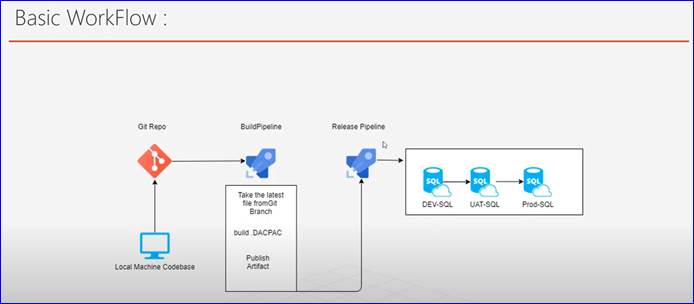 Basic WorkFlow :
Git Repo
BuildPipeline
Release Pipeline
SQL
SQL
SQL
DEV-SQL
UAT-SQL
Prod-SQL
Take the latest
file fromGit
Branch
build DACPAC
Publish
Artifact
Local Machine Codebase